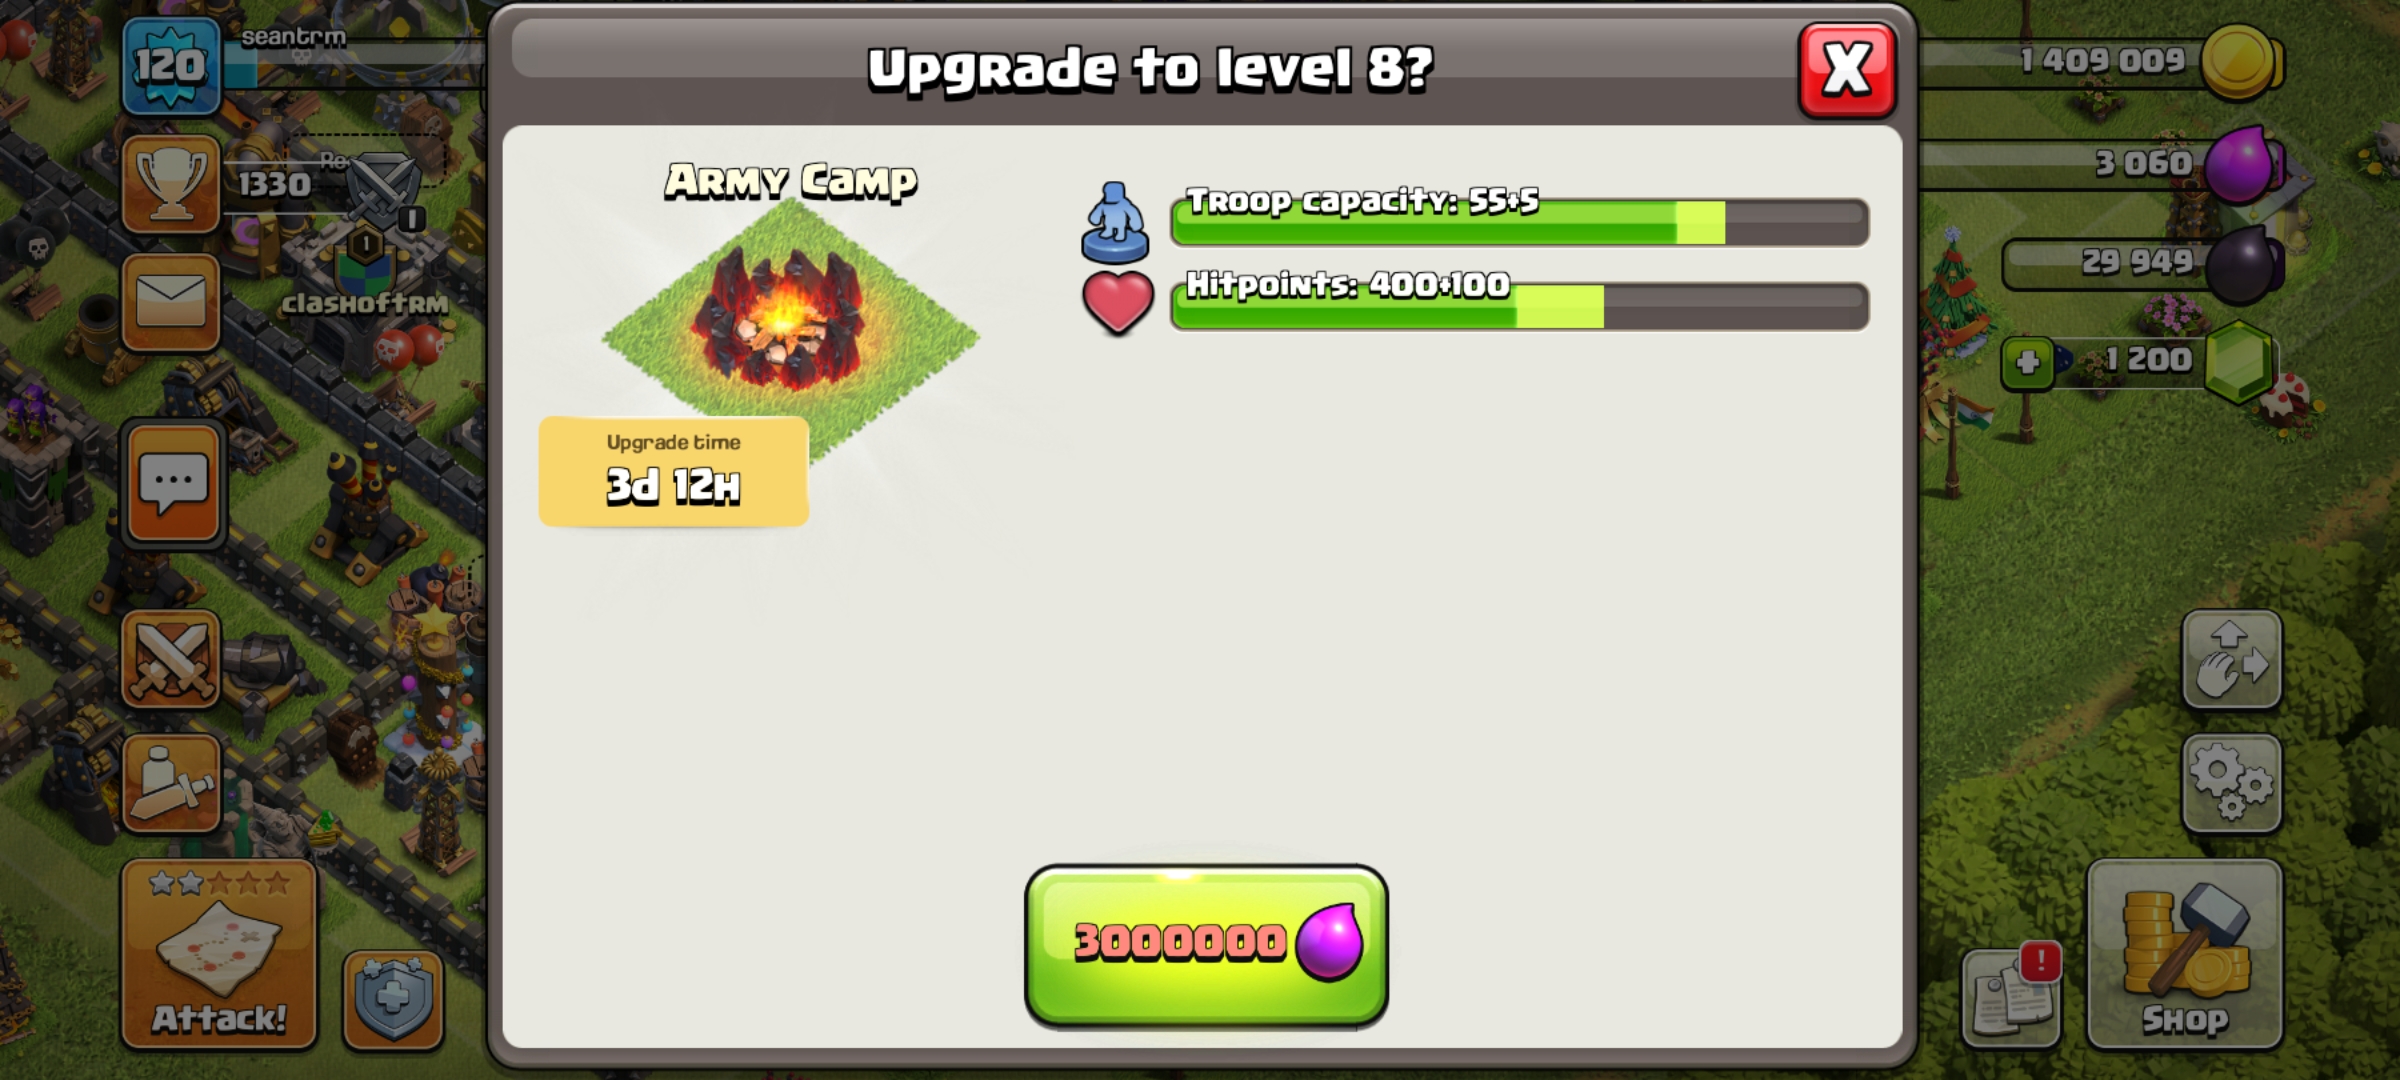 Upgrade to level 8?
X
120
seantrm
1330
1
I
clashoftrm
Army Camp
Troop capacity: 55+5
Hitpoints: 400+100
Upgrade time
3d 12h
3000000
1 409 009
3 060
29 949
+
1 200
Attack!
!
Shop